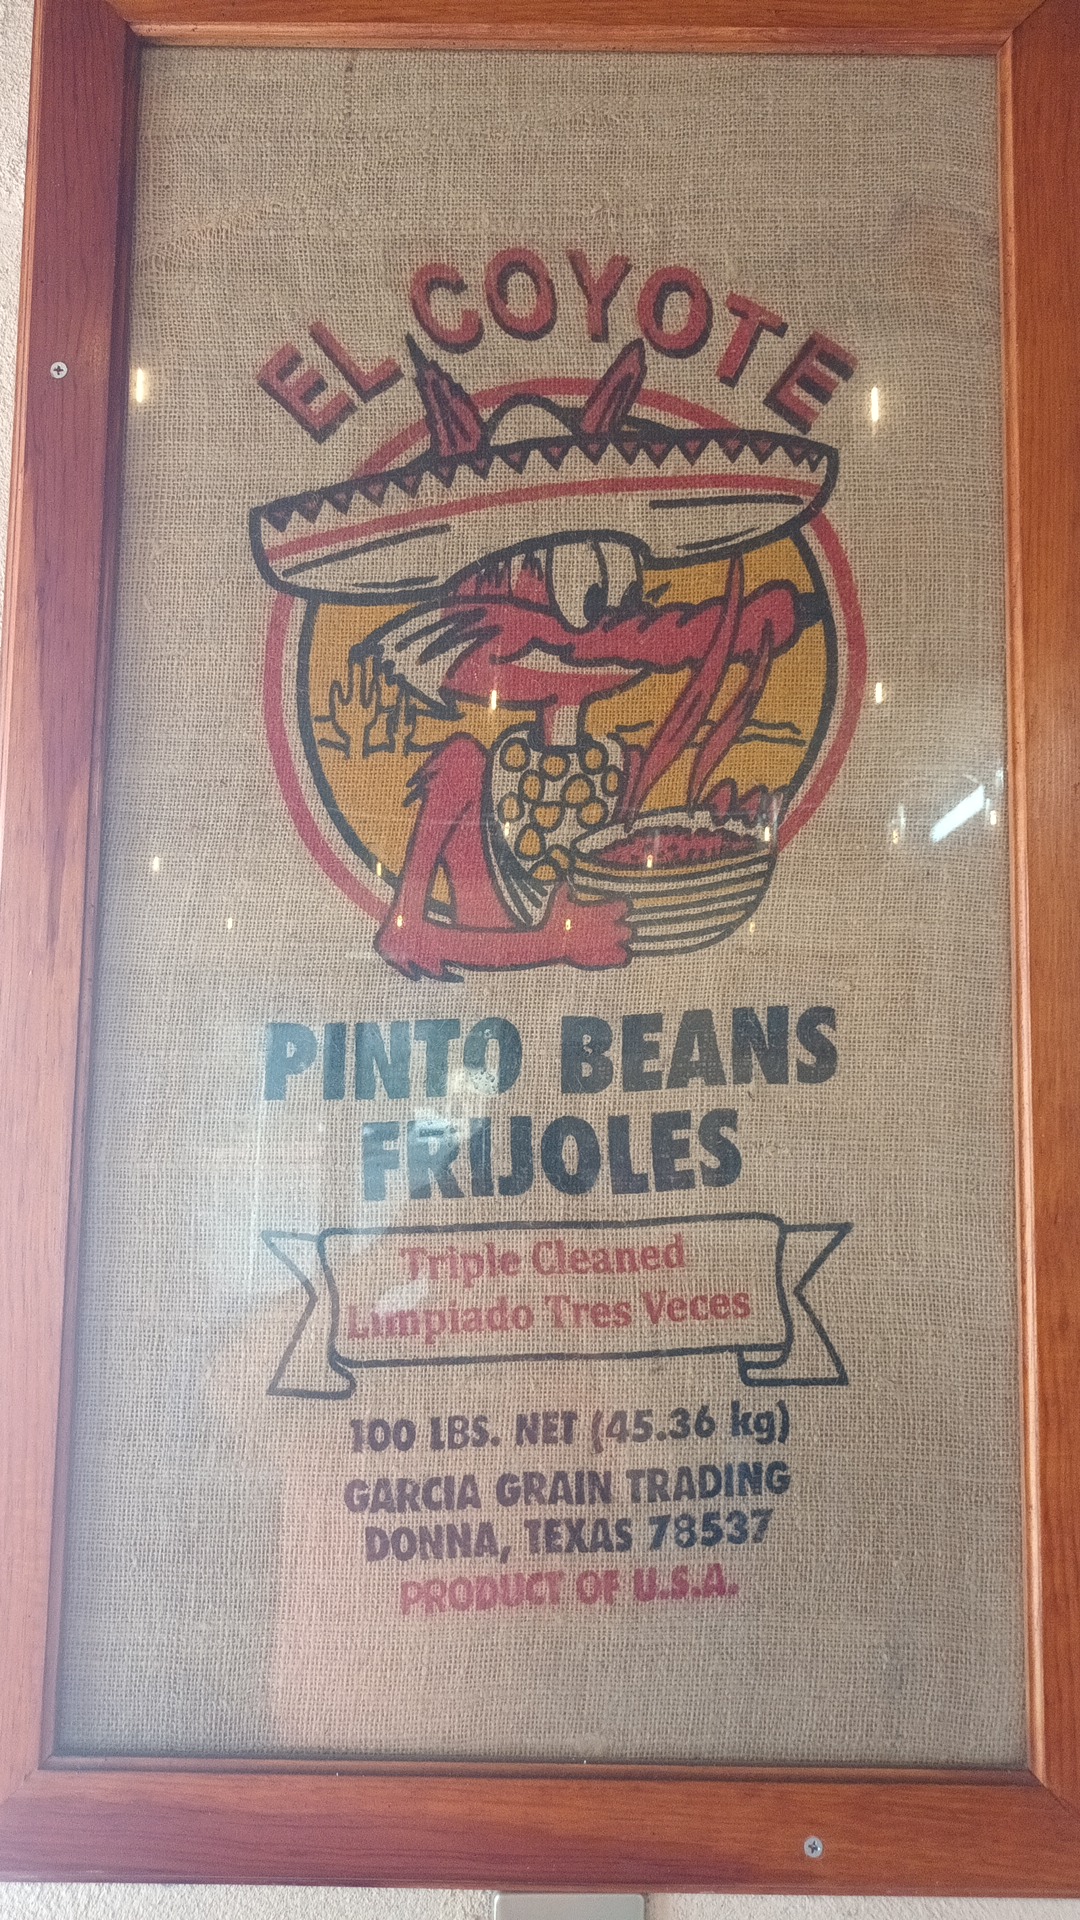 EL COYOTE
PINTO BEANS
FRIJOLES
Triple Cleaned
Limpiado Tres Veces
100 LBS. NET (45.36 kg)
GARCIA GRAIN TRADING
DONNA, TEXAS 78537
PRODUCT OF U.S.A.